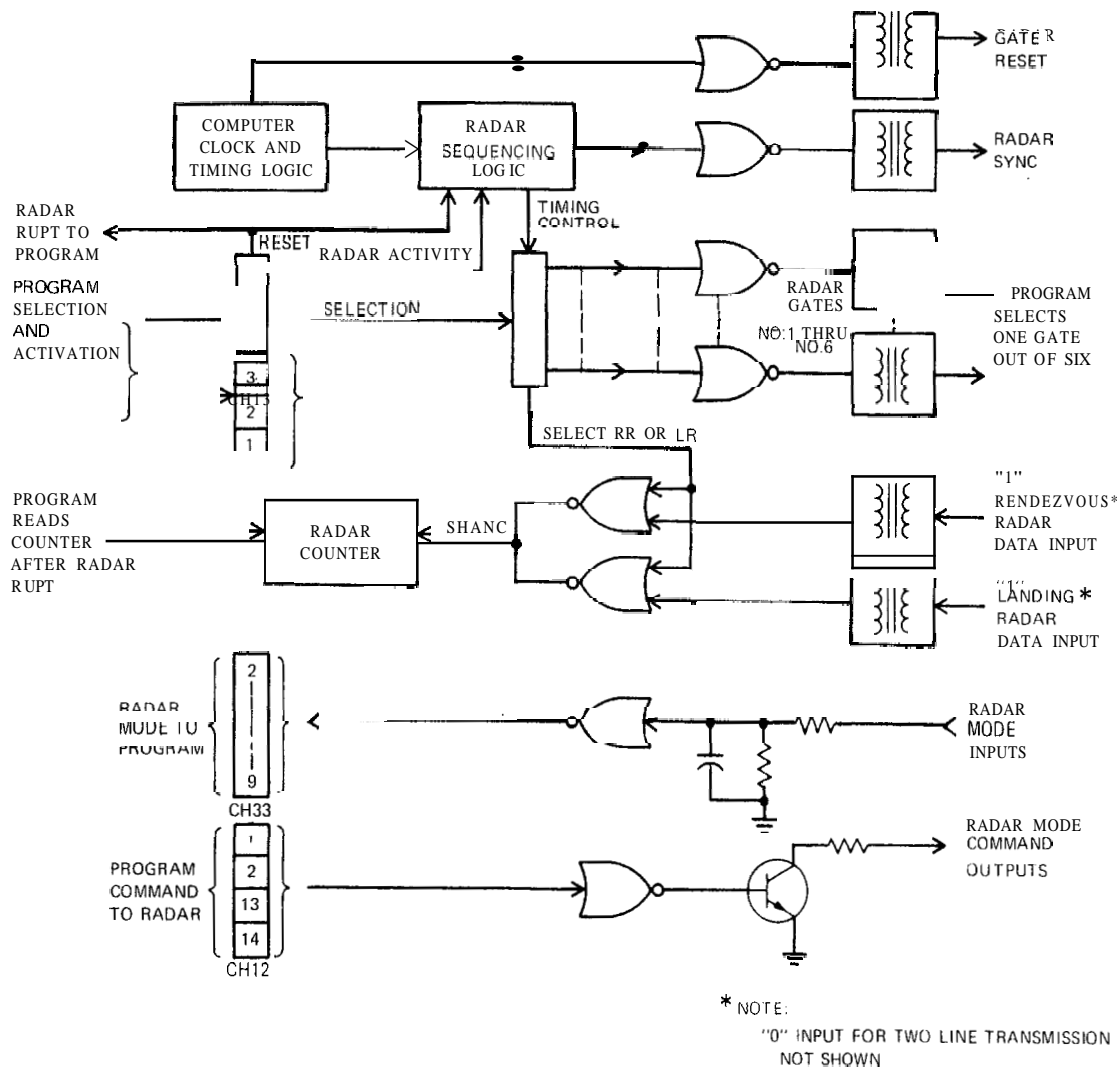 GATE R
RESET
COMPUTER
CLOCK AND
TIMING LOGIC
RADAR
SEQUENCING
LOGIC
RADAR
SYNC
RADAR
RUPT TO
PROGRAM
RESET
RADAR ACTIVITY
TIMING
CONTROL
PROGRAM
SELECTION
AND
ACTIVATION
SELECTION
RADAR
GATES
NO.1 THRU
NO.6
PROGRAM
SELECTS
ONE GATE
OUT OF SIX
3
CH13
2
1
SELECT RR OR LR
PROGRAM
READS
COUNTER
AFTER RADAR
RUPT
RADAR
COUNTER
SHANC
"1"
RENDEZVOUS*
RADAR
DATA INPUT
"1"
LANDING *
RADAR
DATA INPUT
RADAR
MODE TO
PROGRAM
2
9
CH33
RADAR
MODE
INPUTS
PROGRAM
COMMAND
TO RADAR
1
2
13
14
CH12
RADAR MODE
COMMAND
OUTPUTS
* NOTE:
"0" INPUT FOR TWO LINE TRANSMISSION
NOT SHOWN